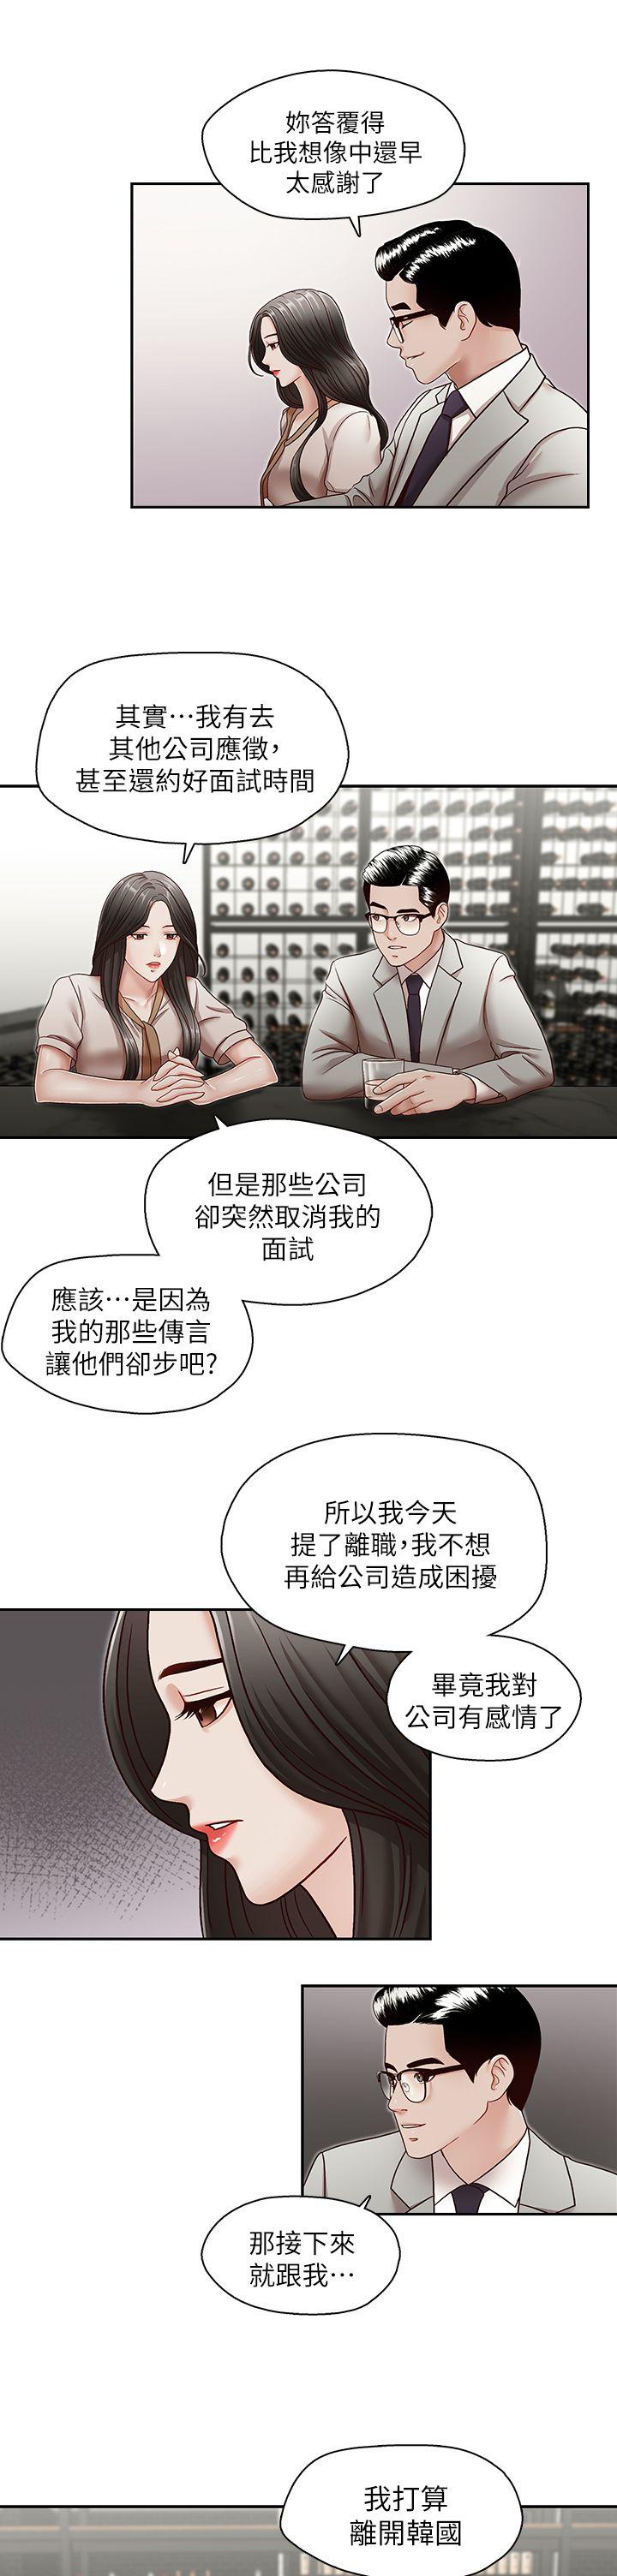 妳答覆得
比我想像中還早
太感謝了
其實⋯我有去
其他公司應徵，
甚至還約好面試時間
但是那些公司
卻突然取消我的
面試
應該⋯是因為
我的那些傳言
讓他們卻步吧？
所以我今天
提了離職，我不想
再給公司造成困擾
畢竟我對
公司有感情了
那接下來
就跟我⋯
我打算
離開韓國